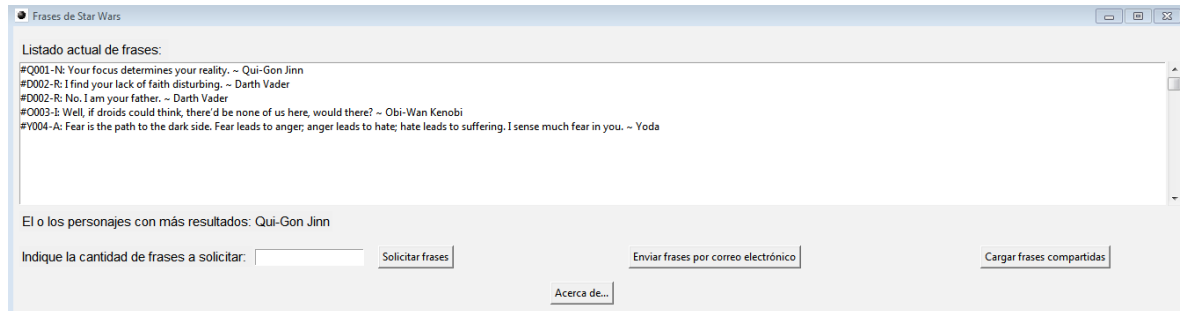 Frases de Star Wars
Listado actual de frases:
#Q001-N: Your focus determines your reality. ~ Qui-Gon Jinn
#D002-R: I find your lack of faith disturbing. ~ Darth Vader
#D002-R: No. I am your father. ~ Darth Vader
#O003-I: Well, if droids could think, there'd be none of us here, would there? ~ Obi-Wan Kenobi
#Y004-A: Fear is the path to the dark side. Fear leads to anger; anger leads to hate; hate leads to suffering. I sense much fear in you. ~ Yoda
El o los personajes con más resultados: Qui-Gon Jinn
Indique la cantidad de frases a solicitar: Solicitar frases Enviar frases por correo electrónico Cargar frases compartidas
Acerca de...